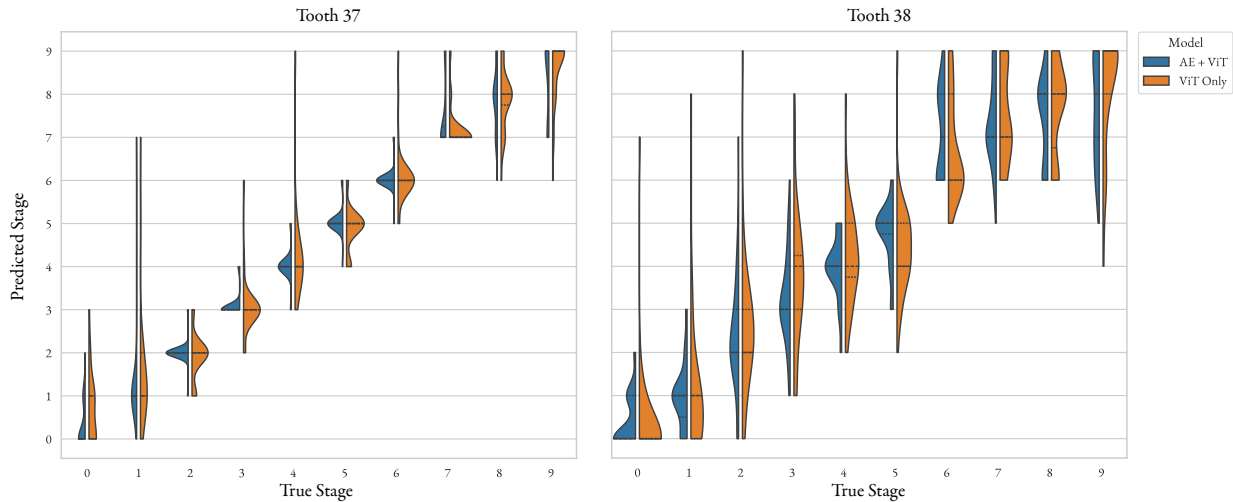 Tooth 37
Tooth 38
Model
AE + ViT
ViT Only
Predicted Stage
9
8
7
6
5
4
3
2
1
0
0 1 2 3 4 5 6 7 8 9
0 1 2 3 4 5 6 7 8 9
True Stage
True Stage